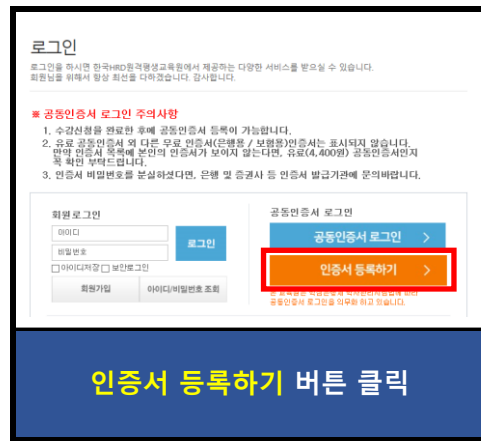 로그인
로그인을 하시면 한국HRD원격평생교육원에서 제공하는 다양한 서비스를 받으실 수 있습니다.
회원님을 위해서 항상 최선을 다하겠습니다. 감사합니다.
※ 공동인증서 로그인 주의사항
1. 수강신청을 완료한 후에 공동인증서 등록이 가능합니다.
2. 유료 공동인증서 외 다른 무료 인증서(은행용 / 보험용)인증서는 표시되지 않습니다.
만약 인증서 목록에 본인의 인증서가 보이지 않는다면, 유료(4,400원) 공동인증서인지
꼭 확인 부탁드립니다.
3. 인증서 비밀번호를 분실하셨다면, 은행 및 증권사 등 인증서 발급기관에 문의바랍니다.
회원로그인
아이디
비밀번호
로그인
아이디저장 보안로그인
회원가입 아이디/비밀번호 조회
공동인증서 로그인
공동인증서 로그인 >
인증서 등록하기 >
공동인증서 로그인을 의무화 하고 있습니다.
인증서 등록하기 버튼 클릭